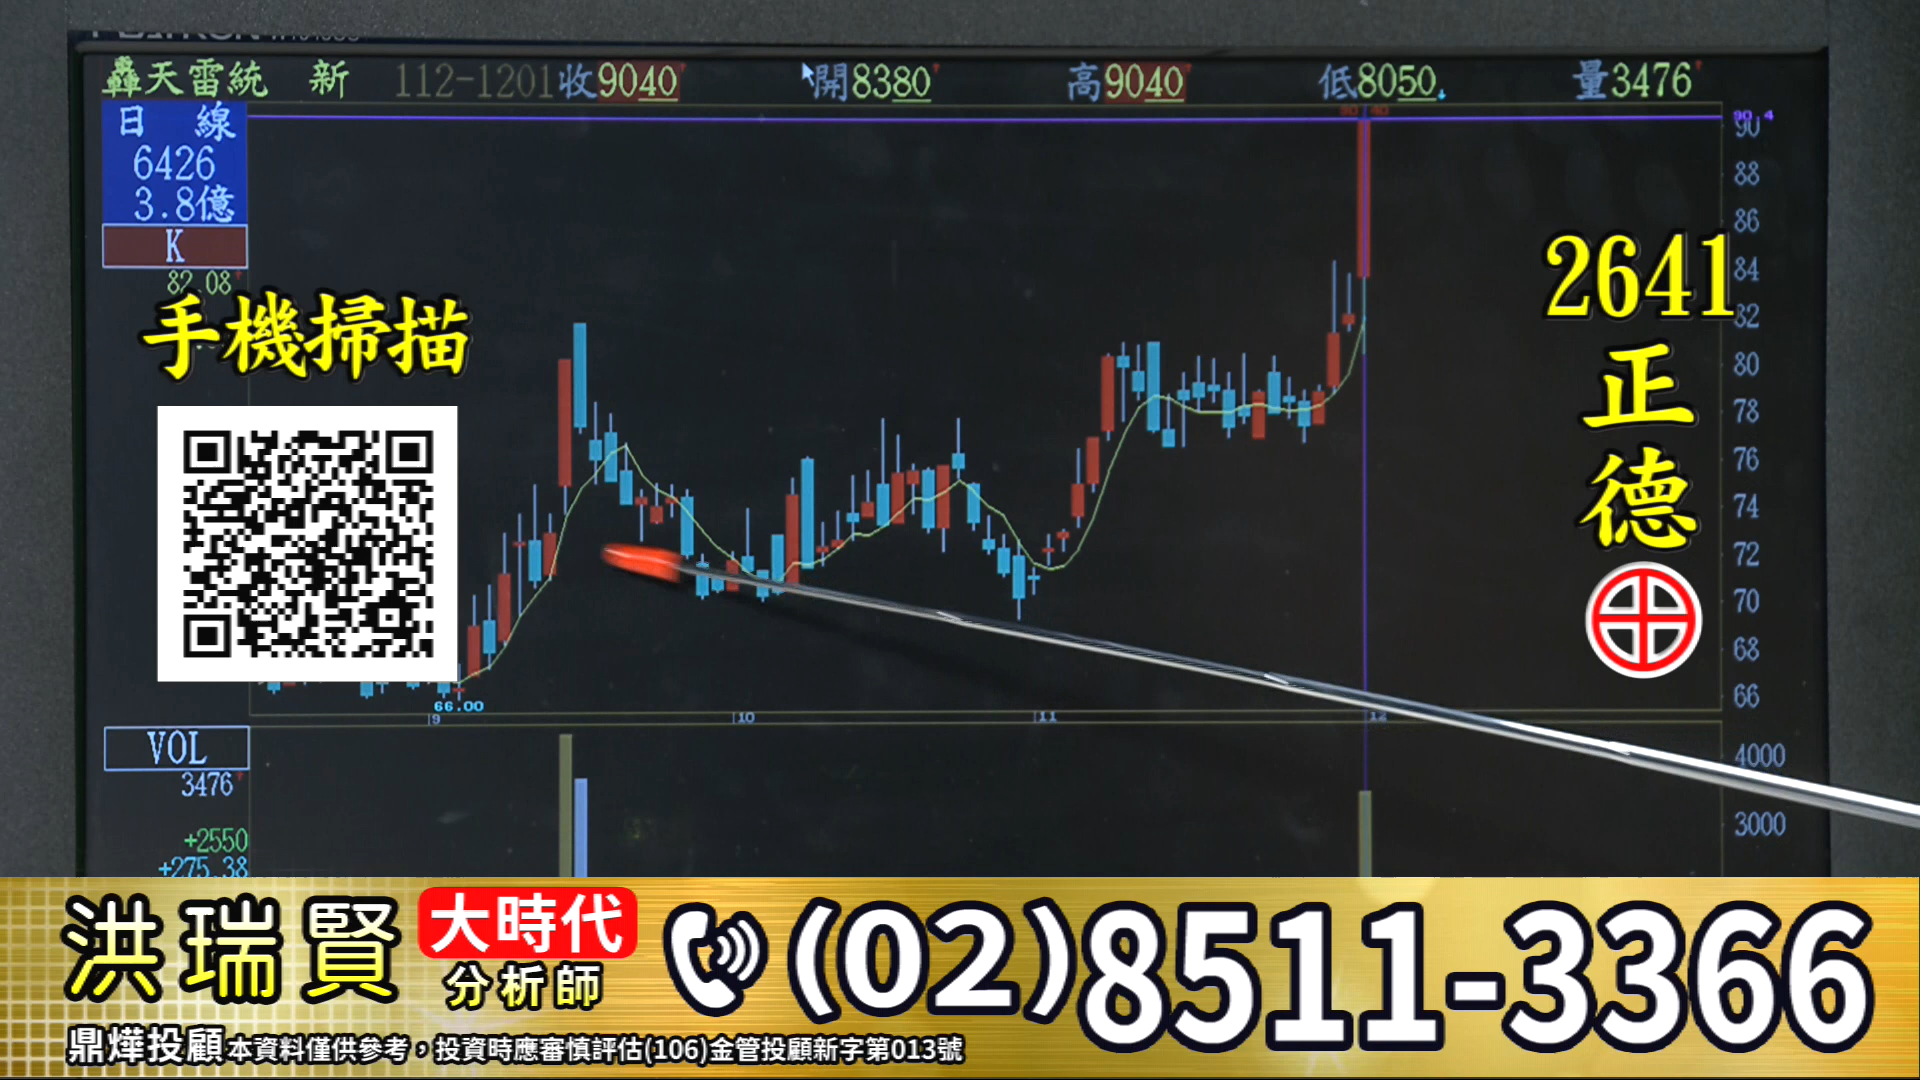 轟天雷統 新 112-1201 收9040 開8380 高9040 低8050 量3476
日 線
6426
3.8億
K
82.08
手機掃描
2641
正
德
90.4
90
88
86
84
82
80
78
76
74
72
70
68
66
66.00
9 10 11 12
VOL
3476
+2550
+275.38
4000
3000
洪瑞賢
大時代
分析師
(02)8511-3366
鼎燁投顧 本資料僅供參考，投資時應審慎評估(106)金管投顧新字第013號